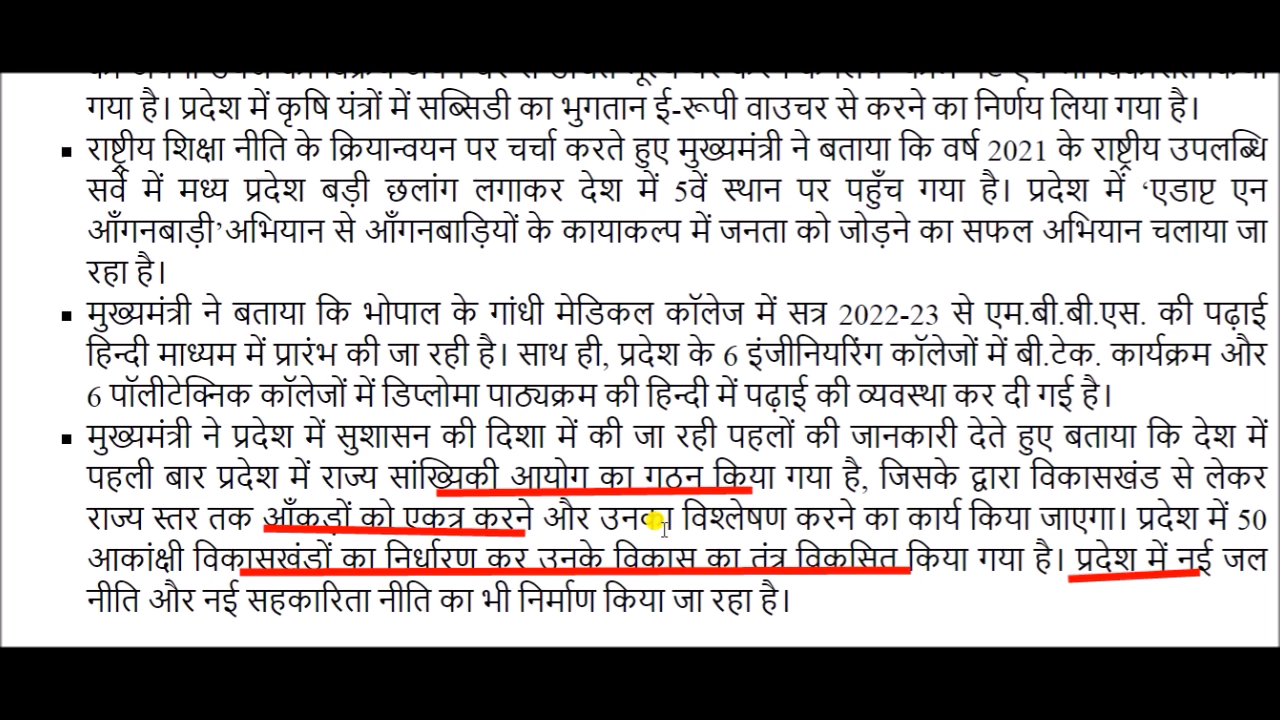 गया है। प्रदेश में कृषि यंत्रों में सब्सिडी का भुगतान ई-रूपी वाउचर से करने का निर्णय लिया गया है।
▪ राष्ट्रीय शिक्षा नीति के क्रियान्वयन पर चर्चा करते हुए मुख्यमंत्री ने बताया कि वर्ष 2021 के राष्ट्रीय उपलब्धि
सर्वे में मध्य प्रदेश बड़ी छलांग लगाकर देश में 5वें स्थान पर पहुँच गया है। प्रदेश में ‘एडाप्ट एन
आँगनबाड़ी’अभियान से आँगनबाड़ियों के कायाकल्प में जनता को जोड़ने का सफल अभियान चलाया जा
रहा है।
▪ मुख्यमंत्री ने बताया कि भोपाल के गांधी मेडिकल कॉलेज में सत्र 2022-23 से एम.बी.बी.एस. की पढ़ाई
हिन्दी माध्यम में प्रारंभ की जा रही है। साथ ही, प्रदेश के 6 इंजीनियरिंग कॉलेजों में बी.टेक. कार्यक्रम और
6 पॉलीटेक्निक कॉलेजों में डिप्लोमा पाठ्यक्रम की हिन्दी में पढ़ाई की व्यवस्था कर दी गई है।
▪ मुख्यमंत्री ने प्रदेश में सुशासन की दिशा में की जा रही पहलों की जानकारी देते हुए बताया कि देश में
पहली बार प्रदेश में राज्य सांख्यिकी आयोग का गठन किया गया है, जिसके द्वारा विकासखंड से लेकर
राज्य स्तर तक आँकड़ों को एकत्र करने और उनका विश्लेषण करने का कार्य किया जाएगा। प्रदेश में 50
आकांक्षी विकासखंडों का निर्धारण कर उनके विकास का तंत्र विकसित किया गया है। प्रदेश में नई जल
नीति और नई सहकारिता नीति का भी निर्माण किया जा रहा है।